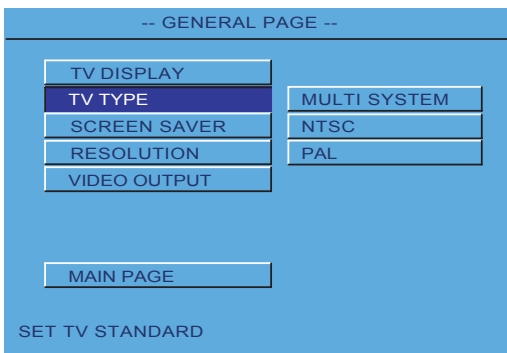 -- GENERAL PAGE --
TV DISPLAY
TV TYPE
MULTI SYSTEM
SCREEN SAVER
NTSC
RESOLUTION
PAL
VIDEO OUTPUT
MAIN PAGE
SET TV STANDARD